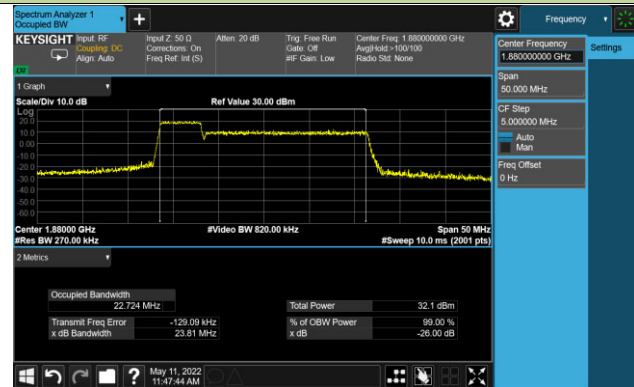 Spectrum Analyzer 1
Occupied BW
+
Frequency
KEYSIGHT
Input: RF
Coupling: DC
Align: Auto
Input Z: 50 Ω
Corrections: On
Freq Ref: Int (S)
Atten: 20 dB
Trig: Free Run
Gate: Off
#IF Gain: Low
Center Freq: 1.880000000 GHz
Avg|Hold:>100/100
Radio Std: None
LXI
Center Frequency
1.880000000 GHz
Settings
Span
50.000 MHz
CF Step
5.000000 MHz
Auto
Man
Freq Offset
0 Hz
1 Graph
Scale/Div 10.0 dB
Ref Value 30.00 dBm
Log
20.0
10.0
0.00
-10.0
-20.0
-30.0
-40.0
-50.0
-60.0
Center 1.88000 GHz
#Video BW 820.00 kHz
Span 50 MHz
#Res BW 270.00 kHz
#Sweep 10.0 ms (2001 pts)
2 Metrics
Occupied Bandwidth
22.724 MHz
Total Power
32.1 dBm
Transmit Freq Error
-129.09 kHz
% of OBW Power
99.00 %
x dB Bandwidth
23.81 MHz
x dB
-26.00 dB
?
May 11, 2022
11:47:44 AM